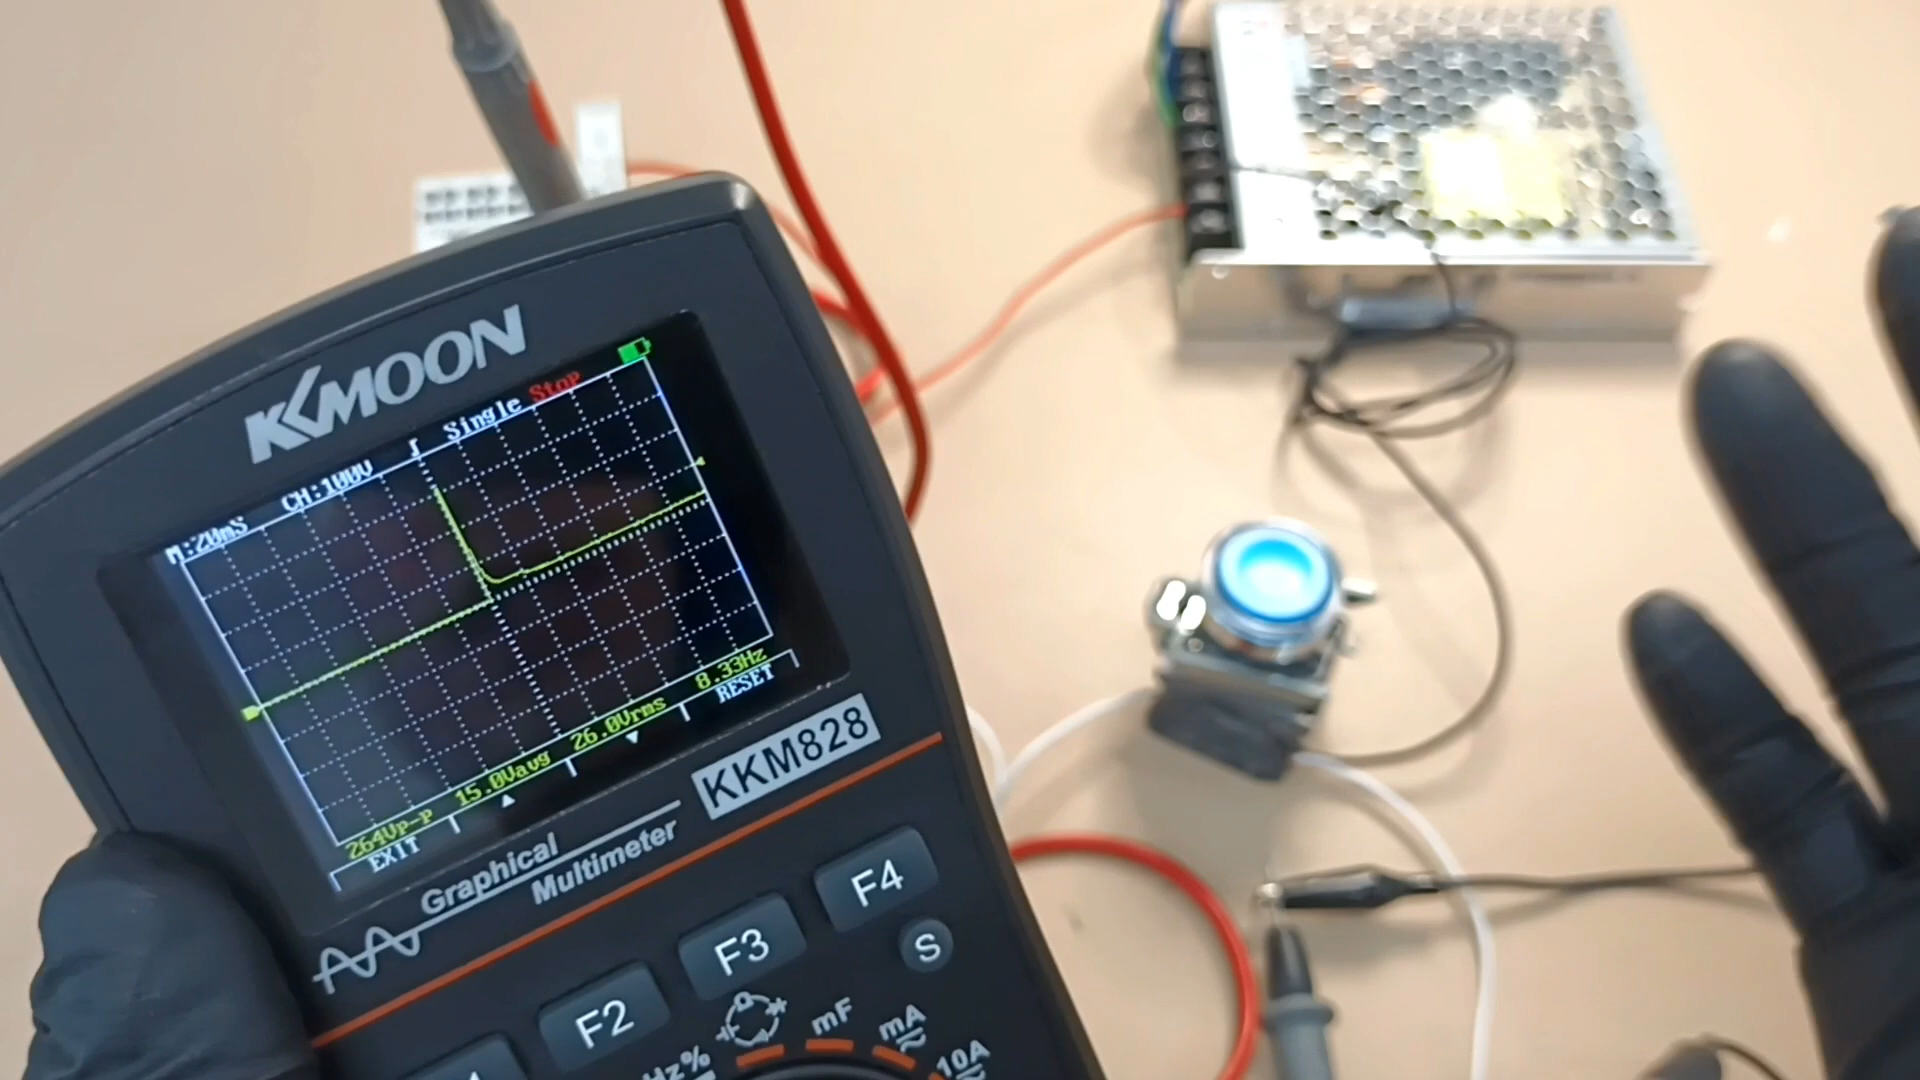 KKMOON
M:20mS CH:100V Single StoP
264Vp-p 15.0Vavg 26.0Vrms 8.33Hz
EXIT RESET
Graphical
Multimeter
KKM828
F2 F3 F4
S
Hz% mF mA 10A